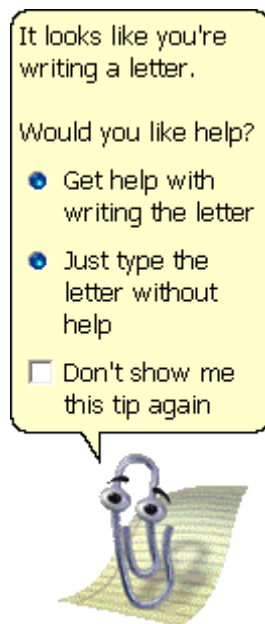 It looks like you're
writing a letter.
Would you like help?
Get help with
writing the letter
Just type the
letter without
help
Don't show me
this tip again